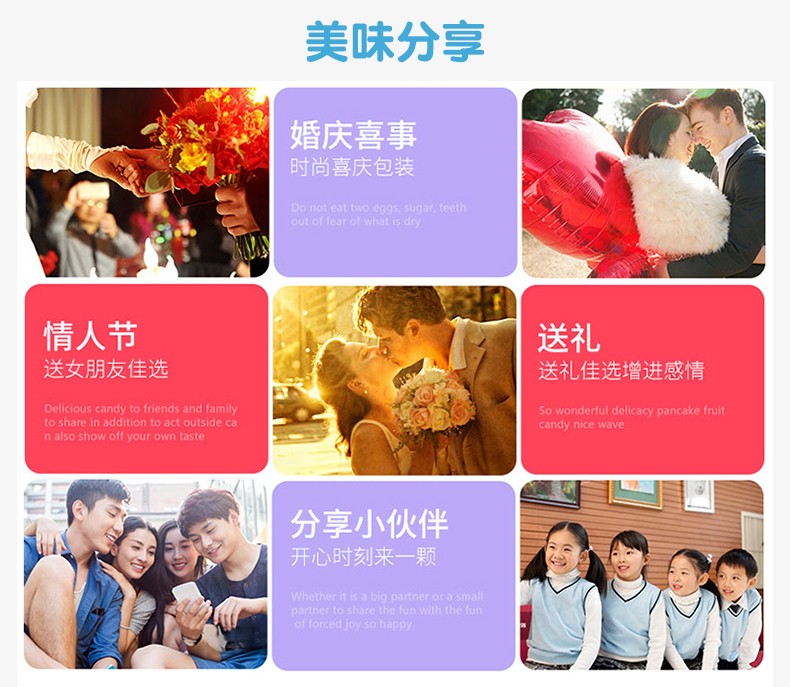 美味分享
婚庆喜事
时尚喜庆包装
Do not eat two eggs, sugar, teeth
out of fear of what is dry
情人节
送女朋友佳选
Delicious candy to friends and family
to share in addition to act outside ca
n also show off your own taste
送礼
送礼佳选增进感情
So wonderful delicacy pancake fruit
candy nice wave
分享小伙伴
开心时刻来一颗
Whether it is a big partner or a small
partner to share the fun with the fun
of forced joy so happy